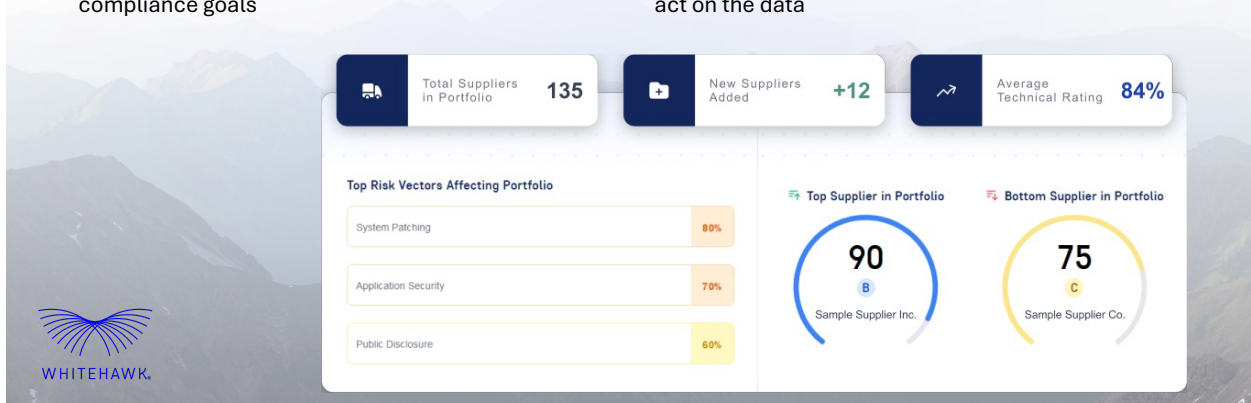 compliance goals
act on the data
Total Suppliers
in Portfolio
135
New Suppliers
Added
+12
Average
Technical Rating
84%
Top Risk Vectors Affecting Portfolio
System Patching
80%
Application Security
70%
Public Disclosure
60%
Top Supplier in Portfolio
90
B
Sample Supplier Inc.
Bottom Supplier in Portfolio
75
C
Sample Supplier Co.
WHITEHAWK®